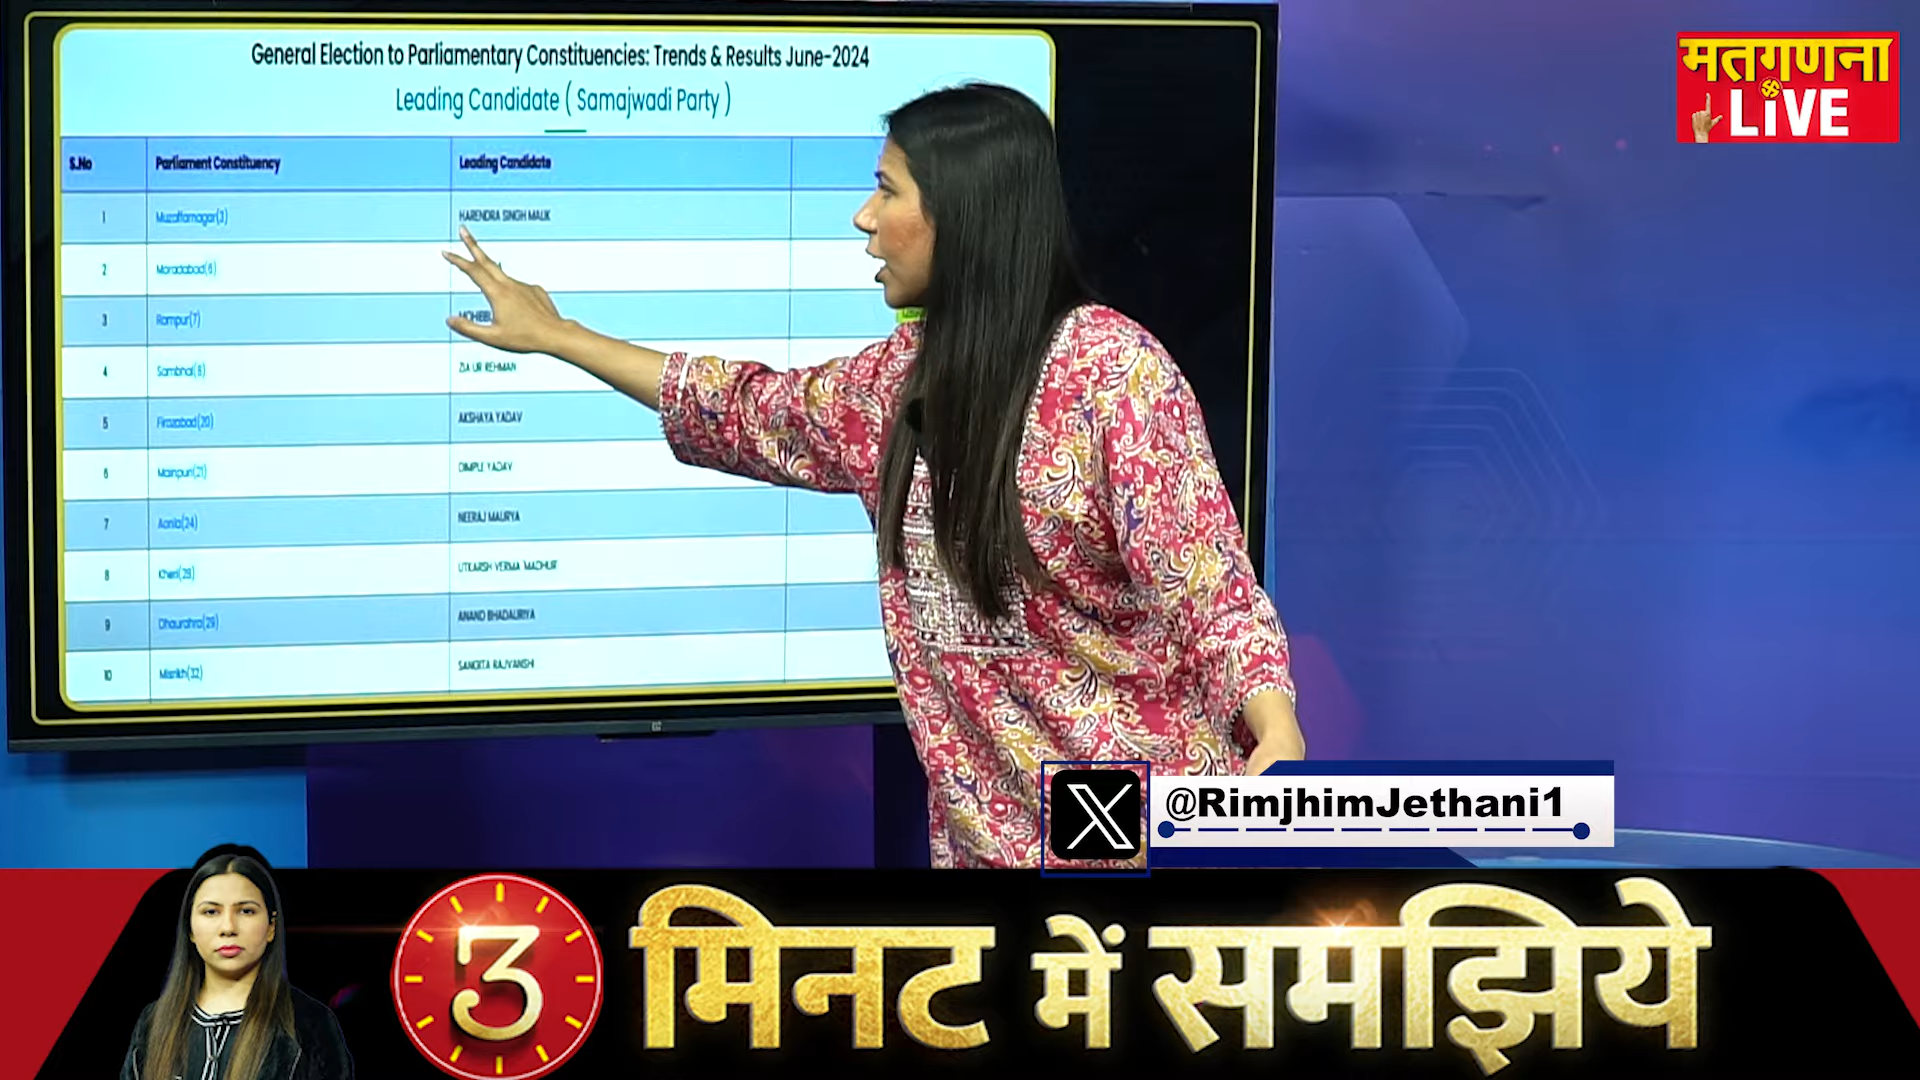 General Election to Parliamentary Constituencies: Trends & Results June-2024
Leading Candidate ( Samajwadi Party )
S.No Parliament Constituency Leading Candidate
1 Muzaffarnagar(3) HARENDRA SINGH MALIK
2 Moradabad(6)
3 Rampur(7) MOHIBB
4 Sambhal(8) ZIA UR REHMAN
5 Firozabad(20) AKSHAYA YADAV
6 Mainpuri(21) DIMPLE YADAV
7 Aonla(24) NEERAJ MAURYA
8 Kheri(28) UTKARSH VERMA MADHUR
9 Dhaurahra(29) ANAND BHADAURIYA
10 Misrikh(32) SANGITA RAJVANSHI
मतगणना
LiVE
@RimjhimJethani1
3 मिनट में समझिये